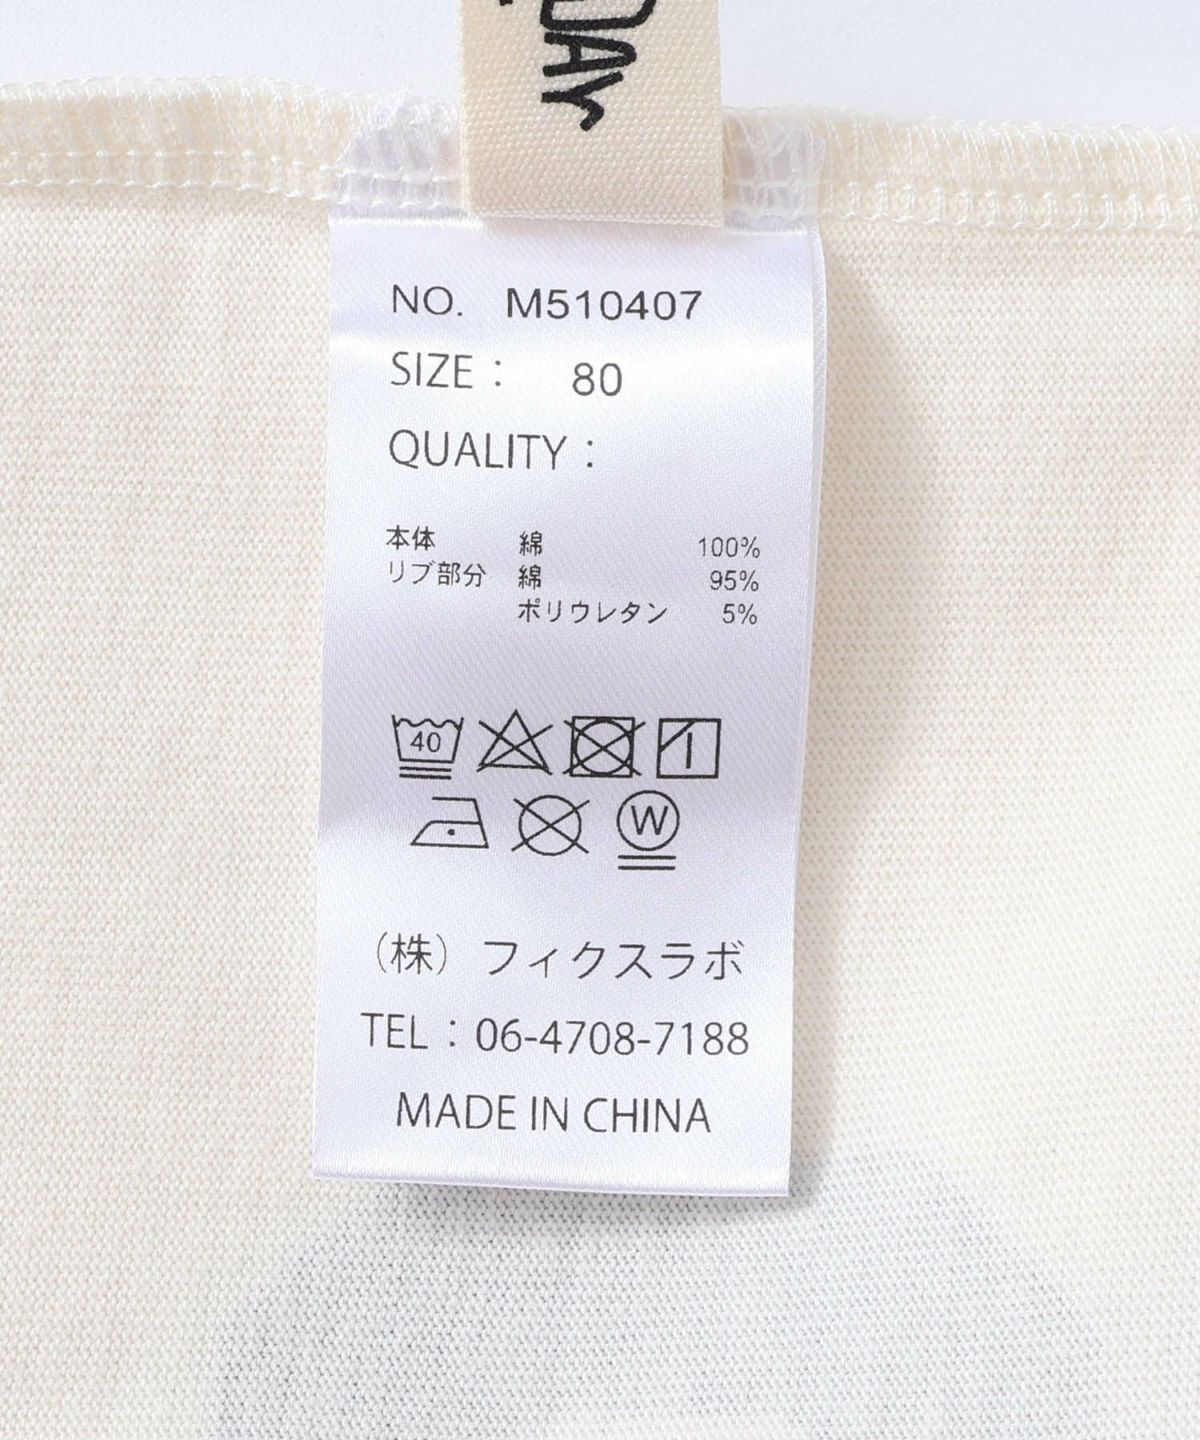 DAY
NO. M510407
SIZE： 80
QUALITY：
本体 綿 100%
リブ部分 綿 95%
ポリウレタン 5%
40
W
（株）フィクスラボ
TEL：06-4708-7188
MADE IN CHINA